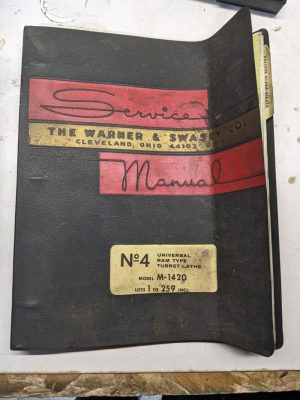 Service
THE WARNER & SWASEY CO.
CLEVELAND, OHIO 44103
Manual
Nº4
UNIVERSAL
RAM TYPE
TURRET LATHE
MODEL M-1420
LOTS 1 TO 259 INCL.